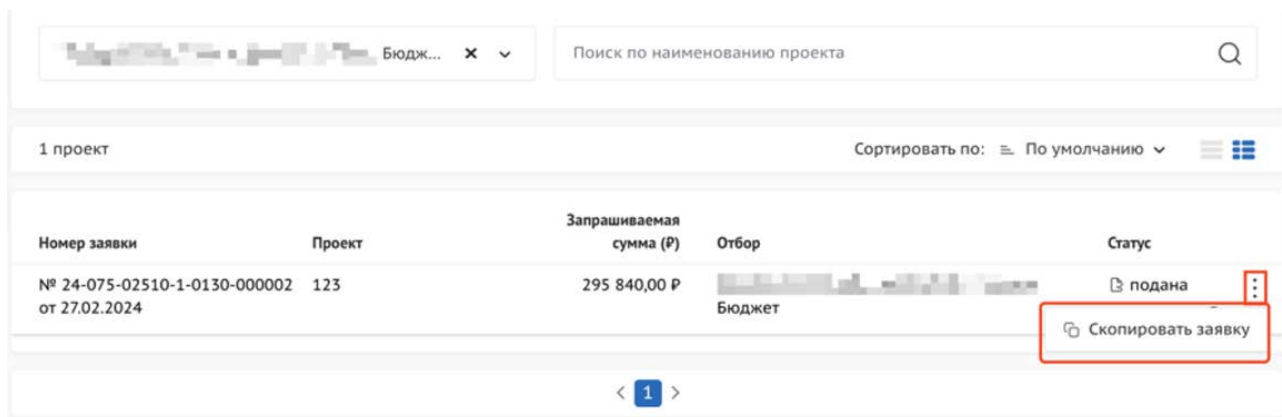 Бюдж...
Поиск по наименованию проекта
1 проект
Сортировать по: По умолчанию
Номер заявки Проект Запрашиваемая сумма (₽) Отбор Статус
№ 24-075-02510-1-0130-000002 123 295 840,00 ₽ подана
от 27.02.2024 Бюджет
Скопировать заявку
1